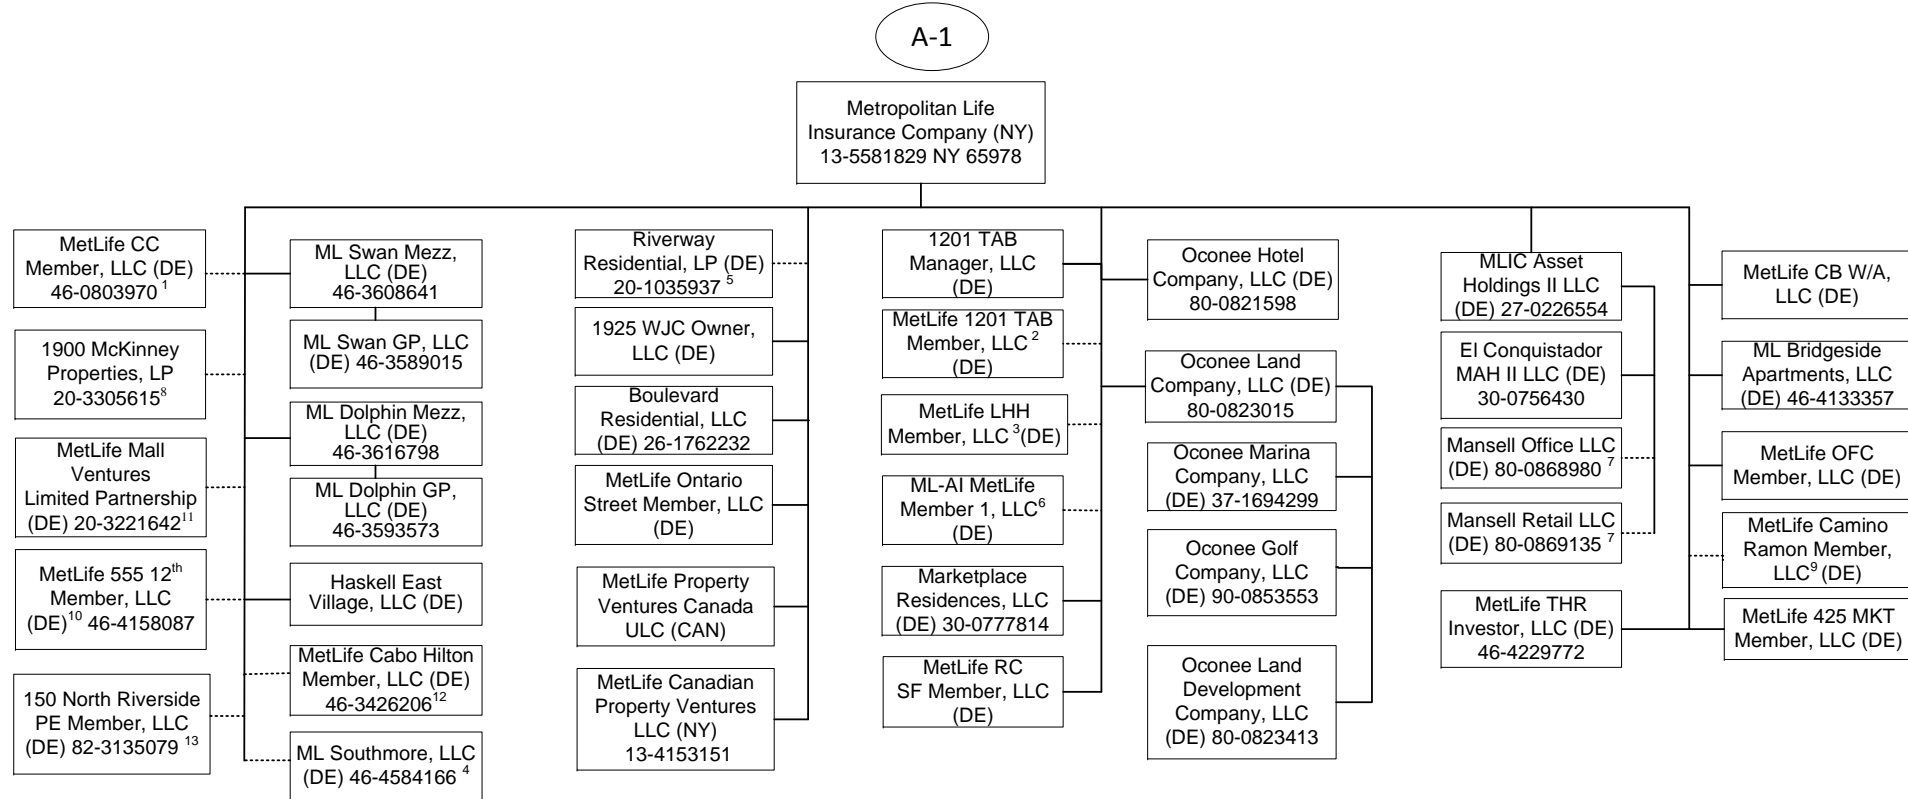 A-1
Metropolitan Life
Insurance Company (NY)
13-5581829 NY 65978
MetLife CC
Member, LLC (DE)
46-0803970 1
1900 McKinney
Properties, LP
20-3305615 8
MetLife Mall
Ventures
Limited Partnership
(DE) 20-3221642 11
MetLife 555 12th
Member, LLC
(DE) 10 46-4158087
150 North Riverside
PE Member, LLC
(DE) 82-3135079 13
ML Swan Mezz,
LLC (DE)
46-3608641
ML Swan GP, LLC
(DE) 46-3589015
ML Dolphin Mezz,
LLC (DE)
46-3616798
ML Dolphin GP,
LLC (DE)
46-3593573
Haskell East
Village, LLC (DE)
MetLife Cabo Hilton
Member, LLC (DE)
46-3426206 12
ML Southmore, LLC
(DE) 46-4584166 4
Riverway
Residential, LP (DE)
20-1035937 5
1925 WJC Owner,
LLC (DE)
Boulevard
Residential, LLC
(DE) 26-1762232
MetLife Ontario
Street Member, LLC
(DE)
MetLife Property
Ventures Canada
ULC (CAN)
MetLife Canadian
Property Ventures
LLC (NY)
13-4153151
1201 TAB
Manager, LLC
(DE)
MetLife 1201 TAB
Member, LLC 2
(DE)
MetLife LHH
Member, LLC 3 (DE)
ML-AI MetLife
Member 1, LLC 6
(DE)
Marketplace
Residences, LLC
(DE) 30-0777814
MetLife RC
SF Member, LLC
(DE)
Oconee Hotel
Company, LLC (DE)
80-0821598
Oconee Land
Company, LLC (DE)
80-0823015
Oconee Marina
Company, LLC
(DE) 37-1694299
Oconee Golf
Company, LLC
(DE) 90-0853553
Oconee Land
Development
Company, LLC
(DE) 80-0823413
MLIC Asset
Holdings II LLC
(DE) 27-0226554
El Conquistador
MAH II LLC (DE)
30-0756430
Mansell Office LLC
(DE) 80-0868980 7
Mansell Retail LLC
(DE) 80-0869135 7
MetLife THR
Investor, LLC (DE)
46-4229772
MetLife CB W/A,
LLC (DE)
ML Bridgeside
Apartments, LLC
(DE) 46-4133357
MetLife OFC
Member, LLC (DE)
MetLife Camino
Ramon Member,
LLC 9 (DE)
MetLife 425 MKT
Member, LLC (DE)